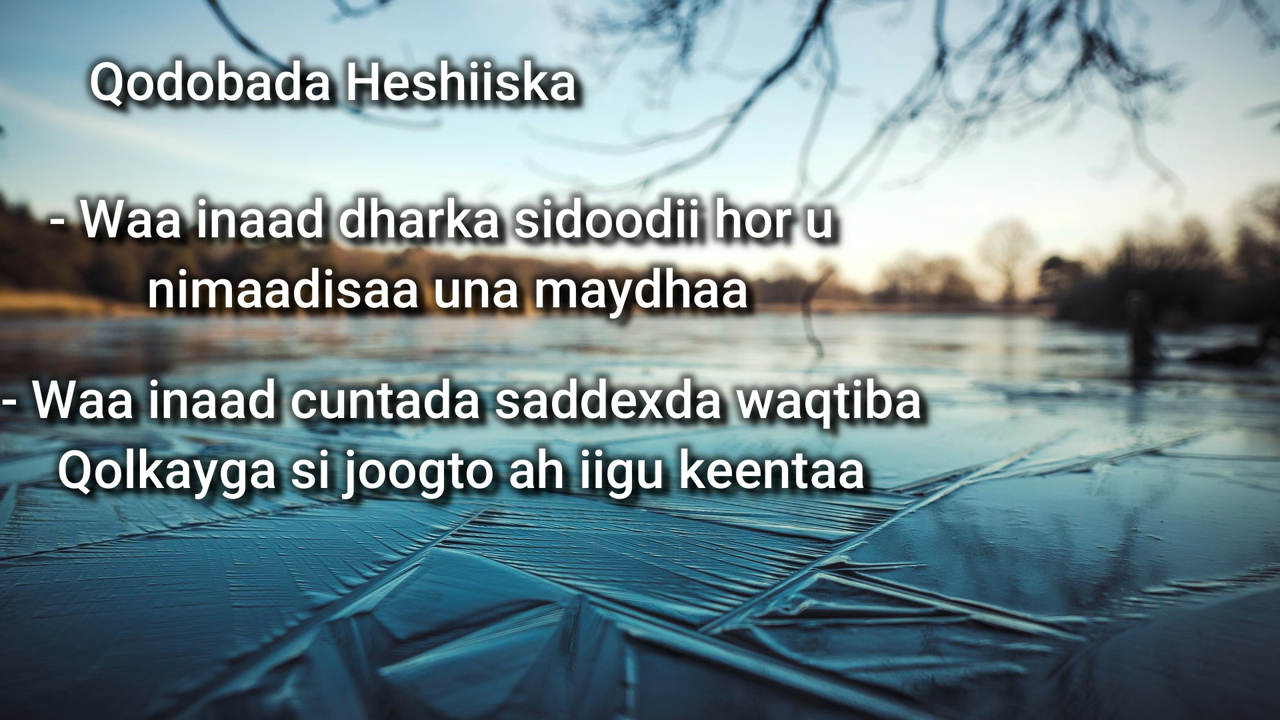 Qodobada Heshiiska
- Waa inaad dharka sidoodii hor u
nimaadisaa una maydhaa
- Waa inaad cuntada saddexda waqtiba
Qolkayga si joogto ah iigu keentaa